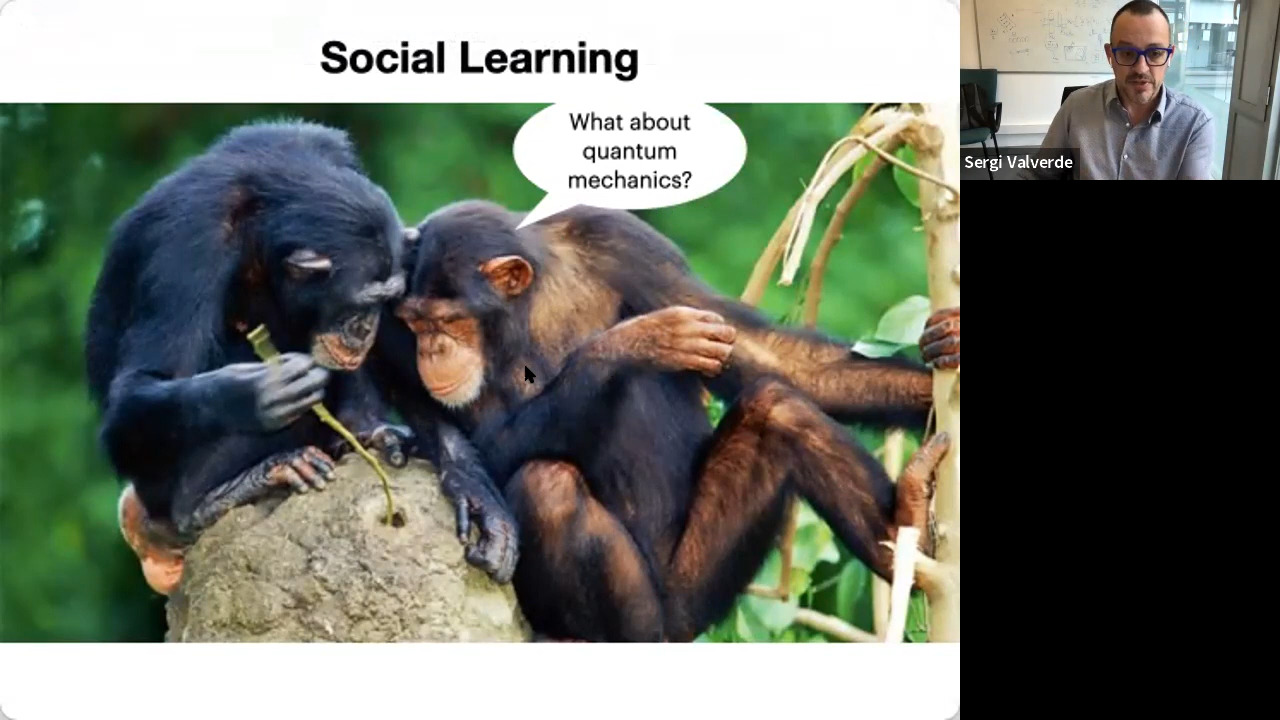 Social Learning
What about
quantum
mechanics?
Sergi Valverde